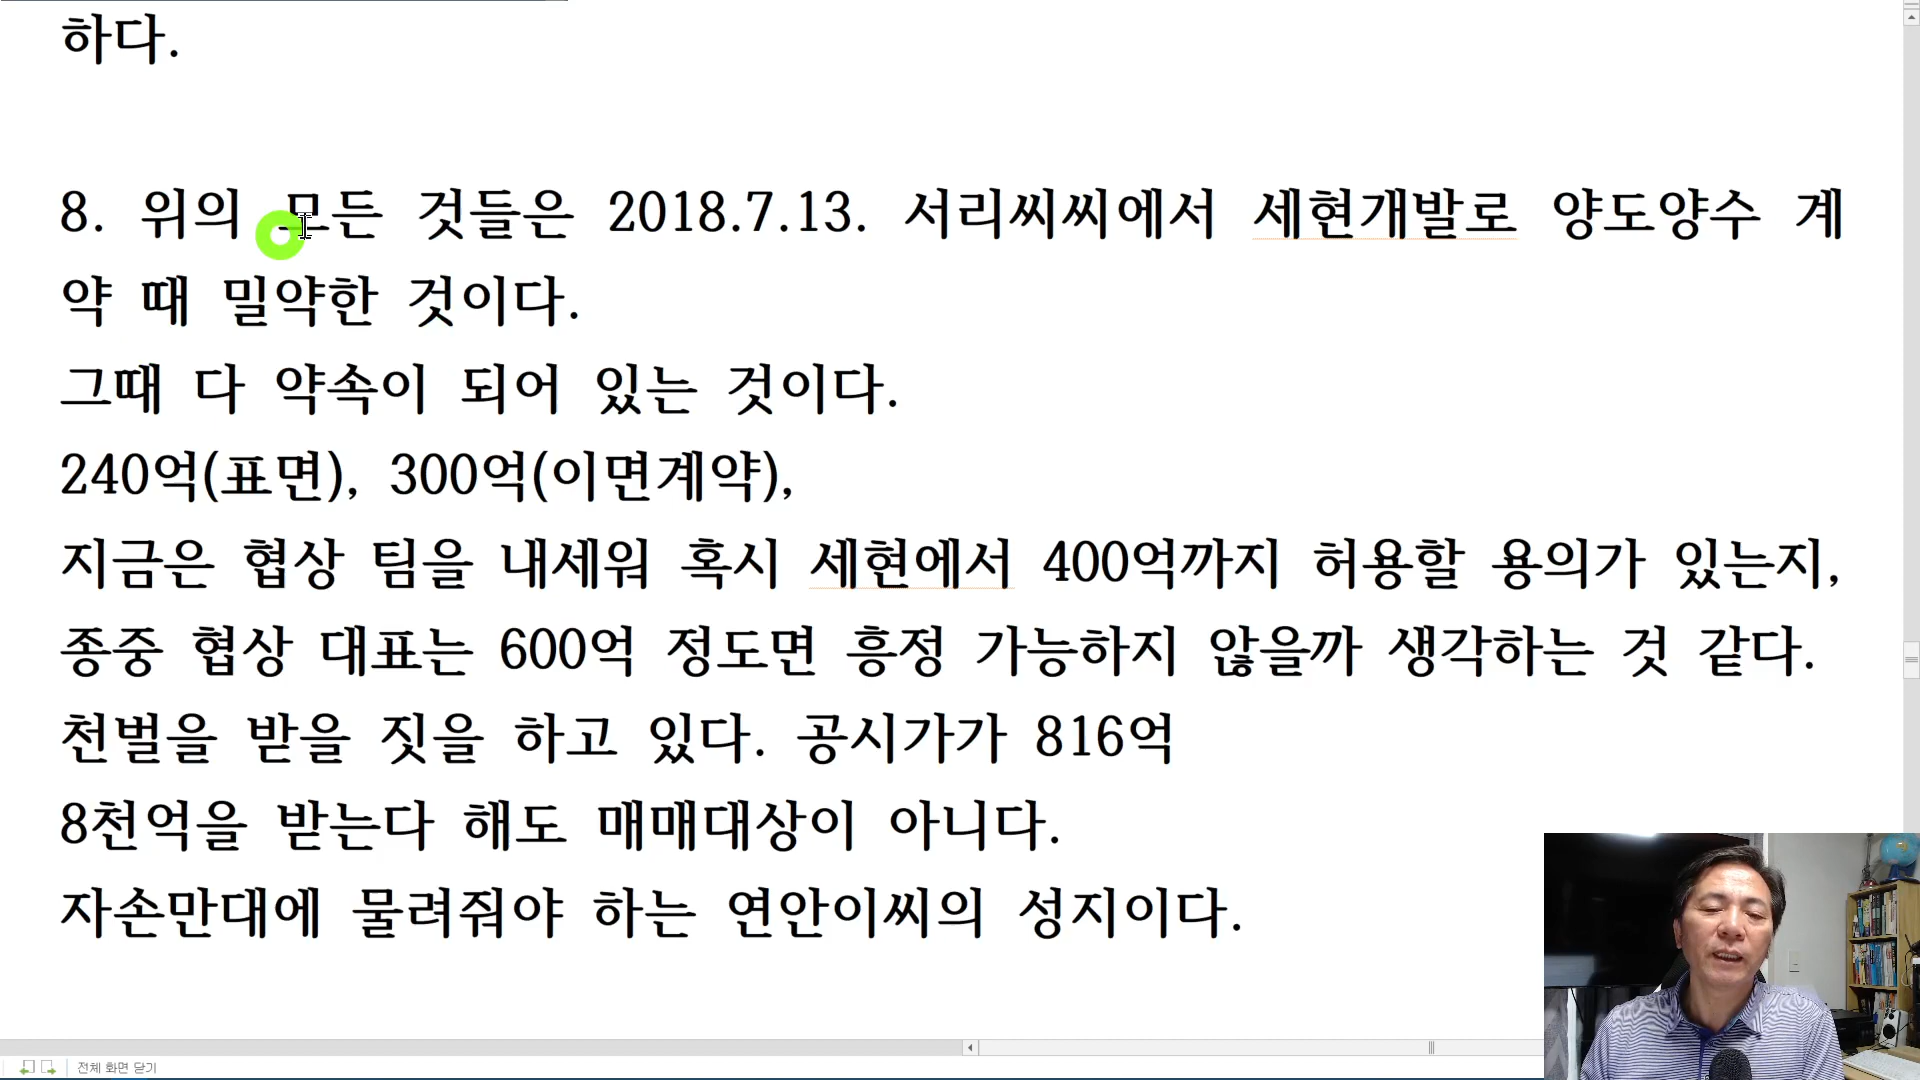 하다.
8. 위의 모든 것들은 2018.7.13. 서리씨씨에서 세현개발로 양도양수 계
약 때 밀약한 것이다.
그때 다 약속이 되어 있는 것이다.
240억(표면), 300억(이면계약),
지금은 협상 팀을 내세워 혹시 세현에서 400억까지 허용할 용의가 있는지,
종중 협상 대표는 600억 정도면 흥정 가능하지 않을까 생각하는 것 같다.
천벌을 받을 짓을 하고 있다. 공시가가 816억
8천억을 받는다 해도 매매대상이 아니다.
자손만대에 물려줘야 하는 연안이씨의 성지이다.
전체 화면 닫기